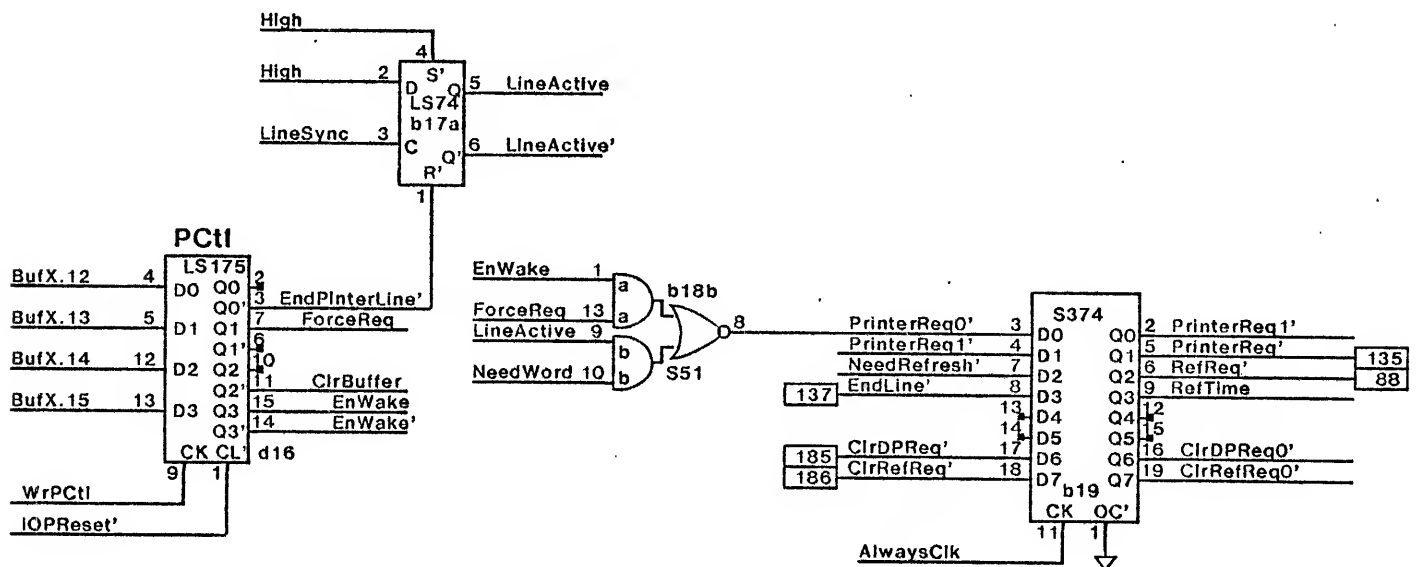 High
4
High 2 D S' Q 5 LineActive
LS74
b17a
LineSync 3 C Q' 6 LineActive'
R'
1
PCtl
LS175
BufX.12 4 D0 Q0 2
Q0' 3 EndPInterLine'
BufX.13 5 D1 Q1 7 ForceReq
Q1' 6
BufX.14 12 D2 Q2 10
Q2' 11 ClrBuffer
BufX.15 13 D3 Q3 15 EnWake
Q3' 14 EnWake'
CK CL' d16
9 1
WrPCtl
IOPReset'
EnWake 1 a
b18b
ForceReq 13 a
8
LineActive 9 b
NeedWord 10 b
S51
S374
PrinterReq0' 3 D0 Q0 2 PrinterReq1'
PrinterReq1' 4 D1 Q1 5 PrinterReq' 135
NeedRefresh' 7 D2 Q2 6 RefReq' 88
137 EndLine' 8 D3 Q3 9 RefTime
13 D4 Q4 12
14 D5 Q5 15
185 ClrDPReq' 17 D6 Q6 16 ClrDPReq0'
186 ClrRefReq' 18 D7 Q7 19 ClrRefReq0'
b19
CK OC'
11 1
AlwaysClk